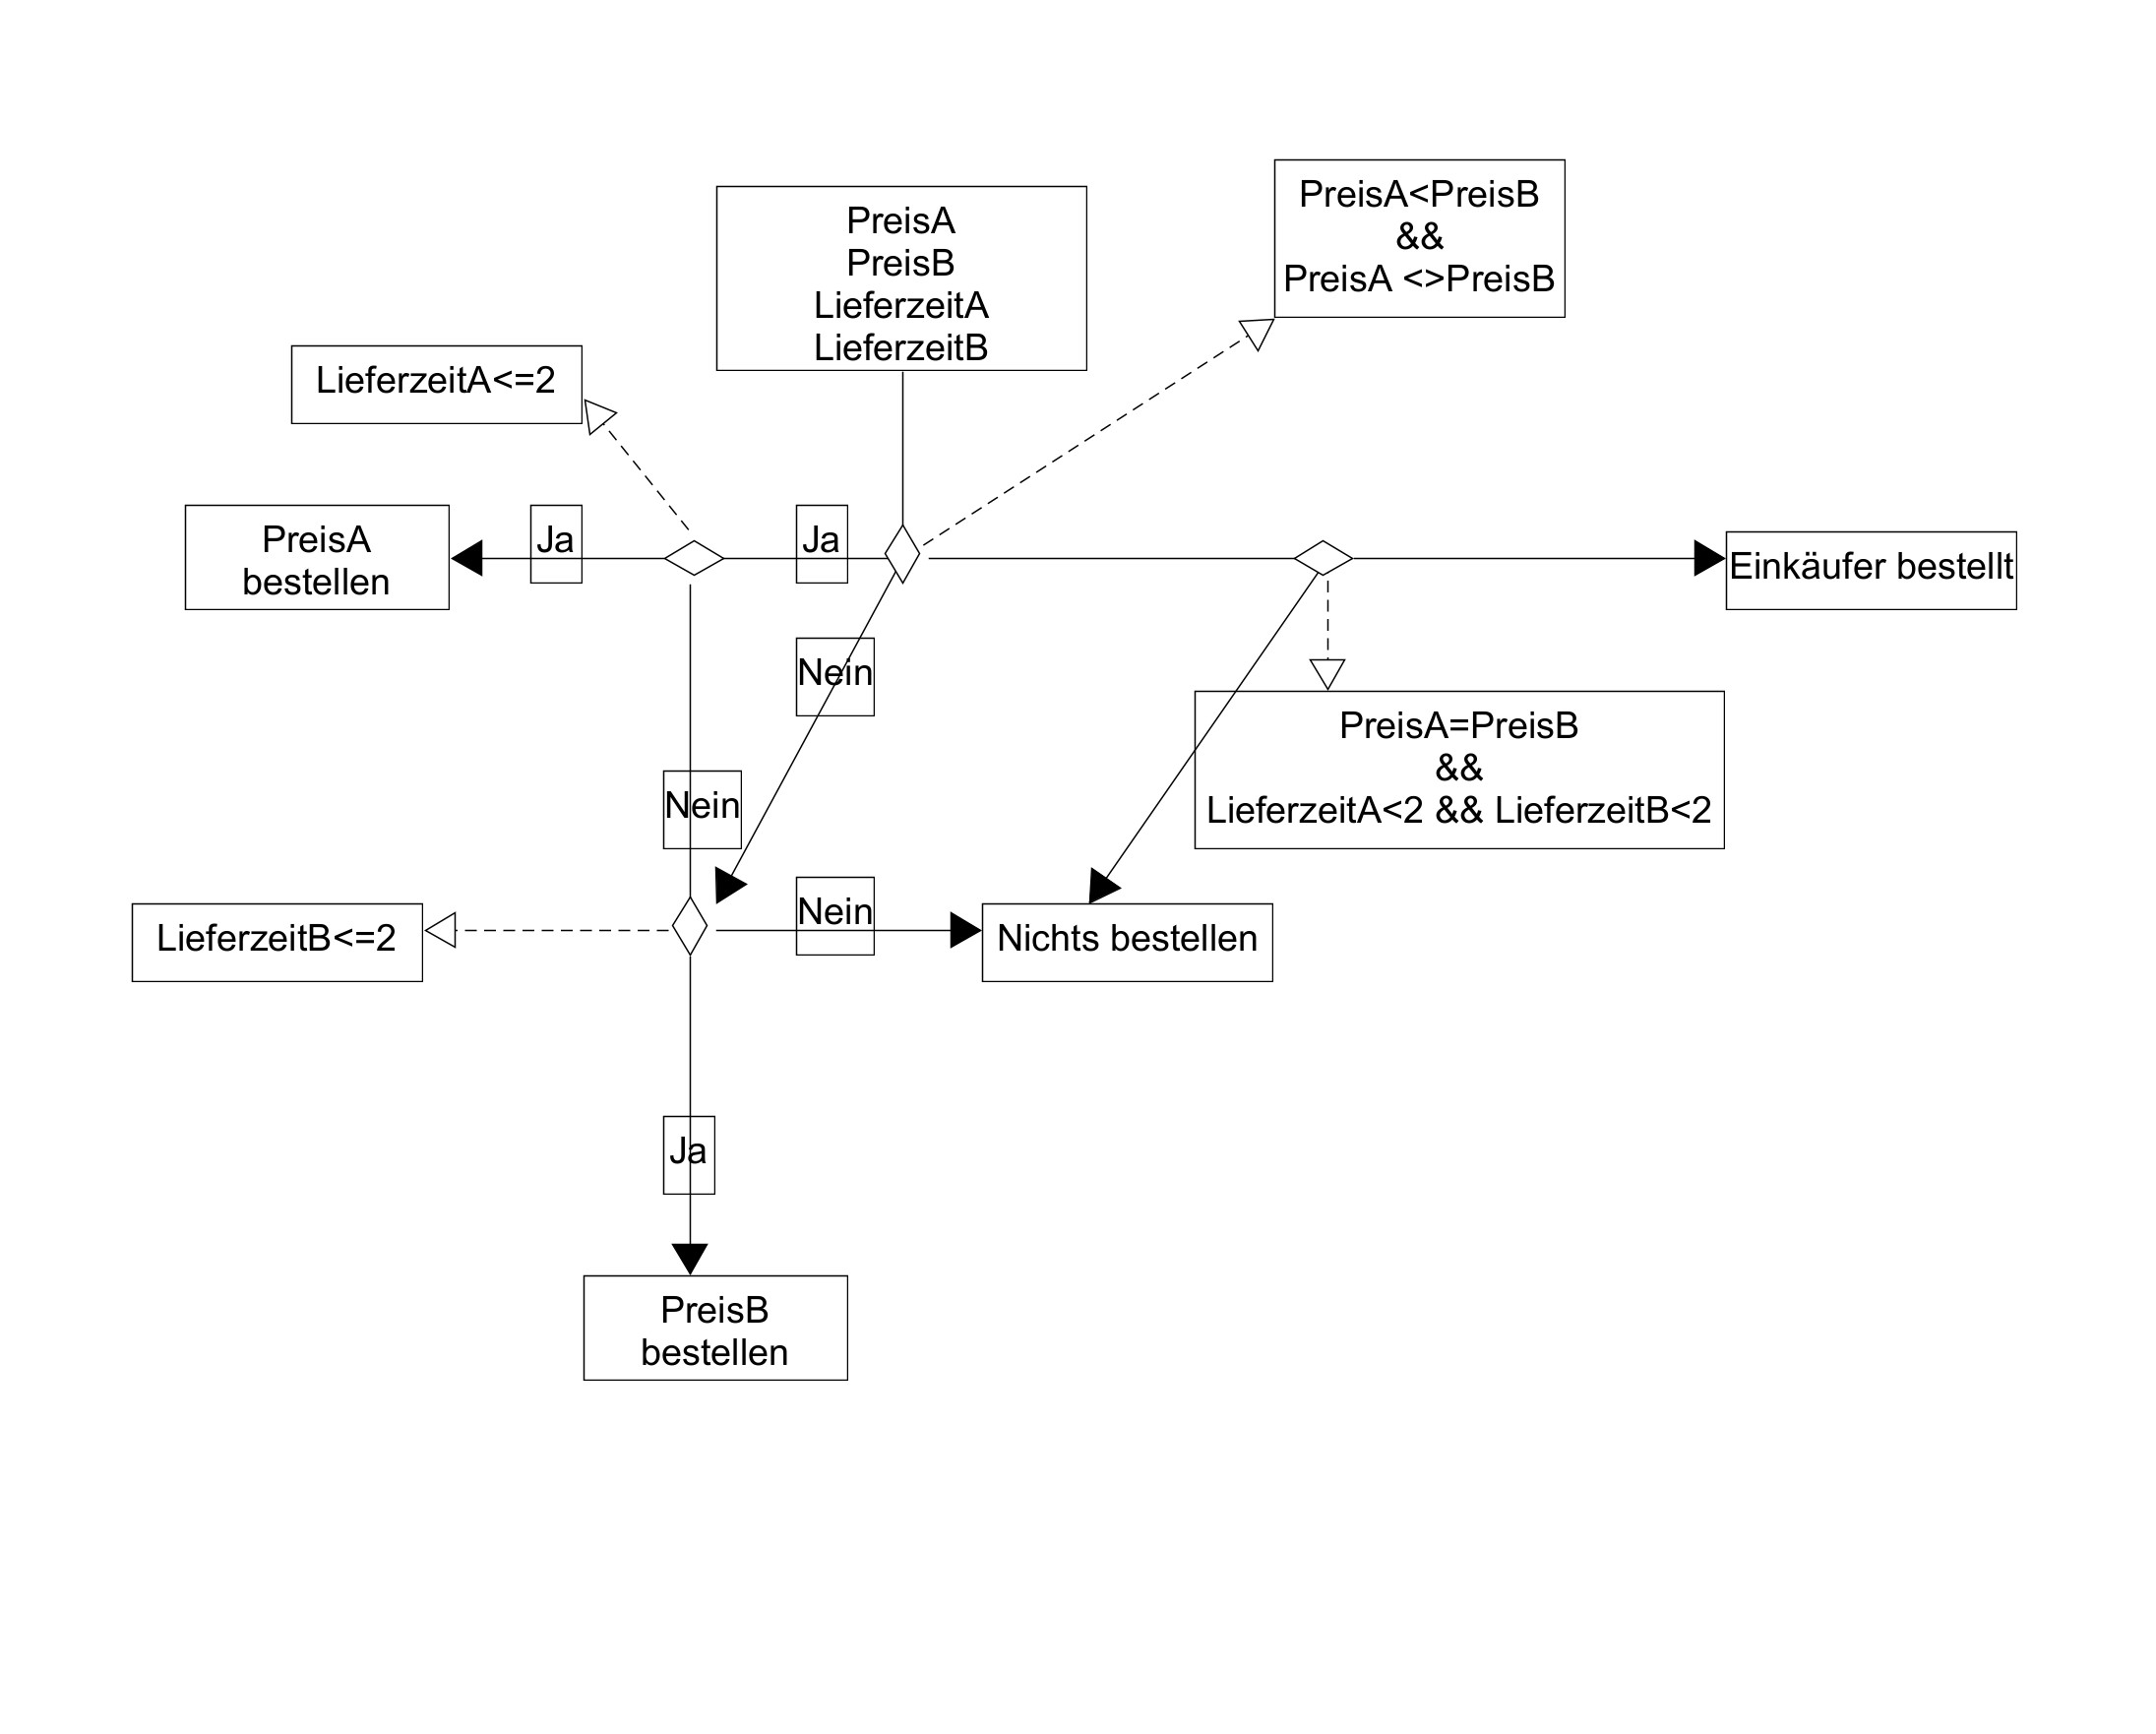 PreisA<PreisB
&&
PreisA <>PreisB
PreisA
PreisB
LieferzeitA
LieferzeitB
LieferzeitA<=2
PreisA
bestellen
Ja
Ja
Einkäufer bestellt
Nein
PreisA=PreisB
&&
LieferzeitA<2 && LieferzeitB<2
Nein
LieferzeitB<=2
Nein
Nichts bestellen
Ja
PreisB
bestellen